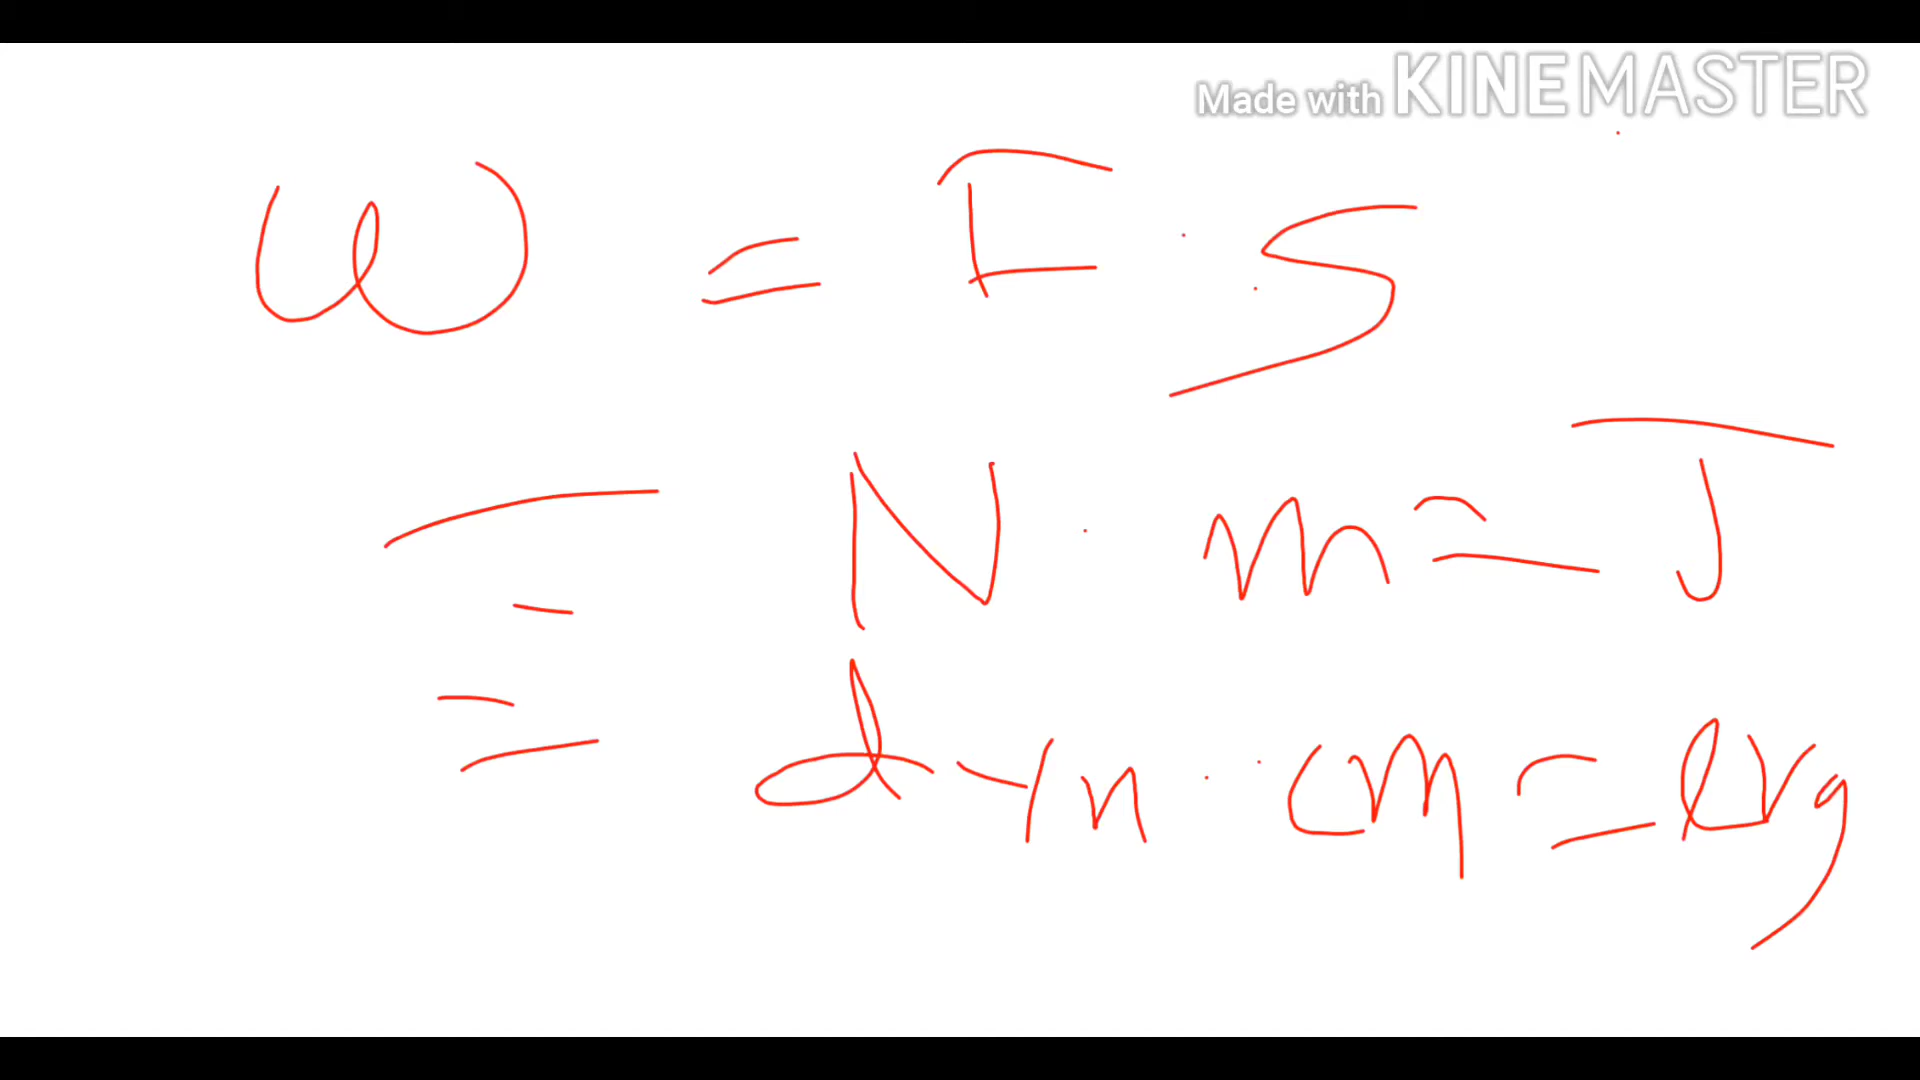 Made with KINEMASTER
W = F · S
= N · m = J
= dyn · cm = erg